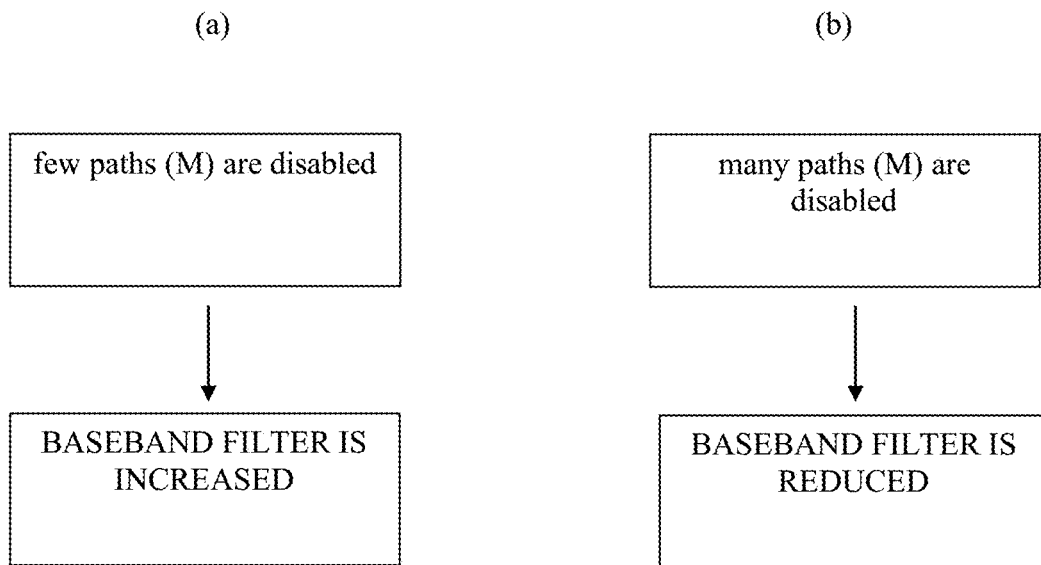 (a)
few paths (M) are disabled
BASEBAND FILTER IS
INCREASED
(b)
many paths (M) are
disabled
BASEBAND FILTER IS
REDUCED